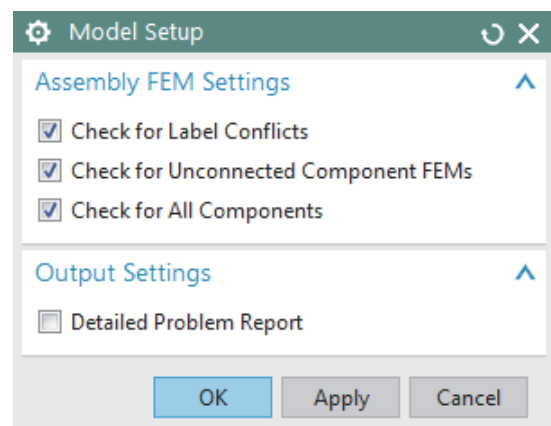 Model Setup
Assembly FEM Settings
Check for Label Conflicts
Check for Unconnected Component FEMs
Check for All Components
Output Settings
Detailed Problem Report
OK Apply Cancel